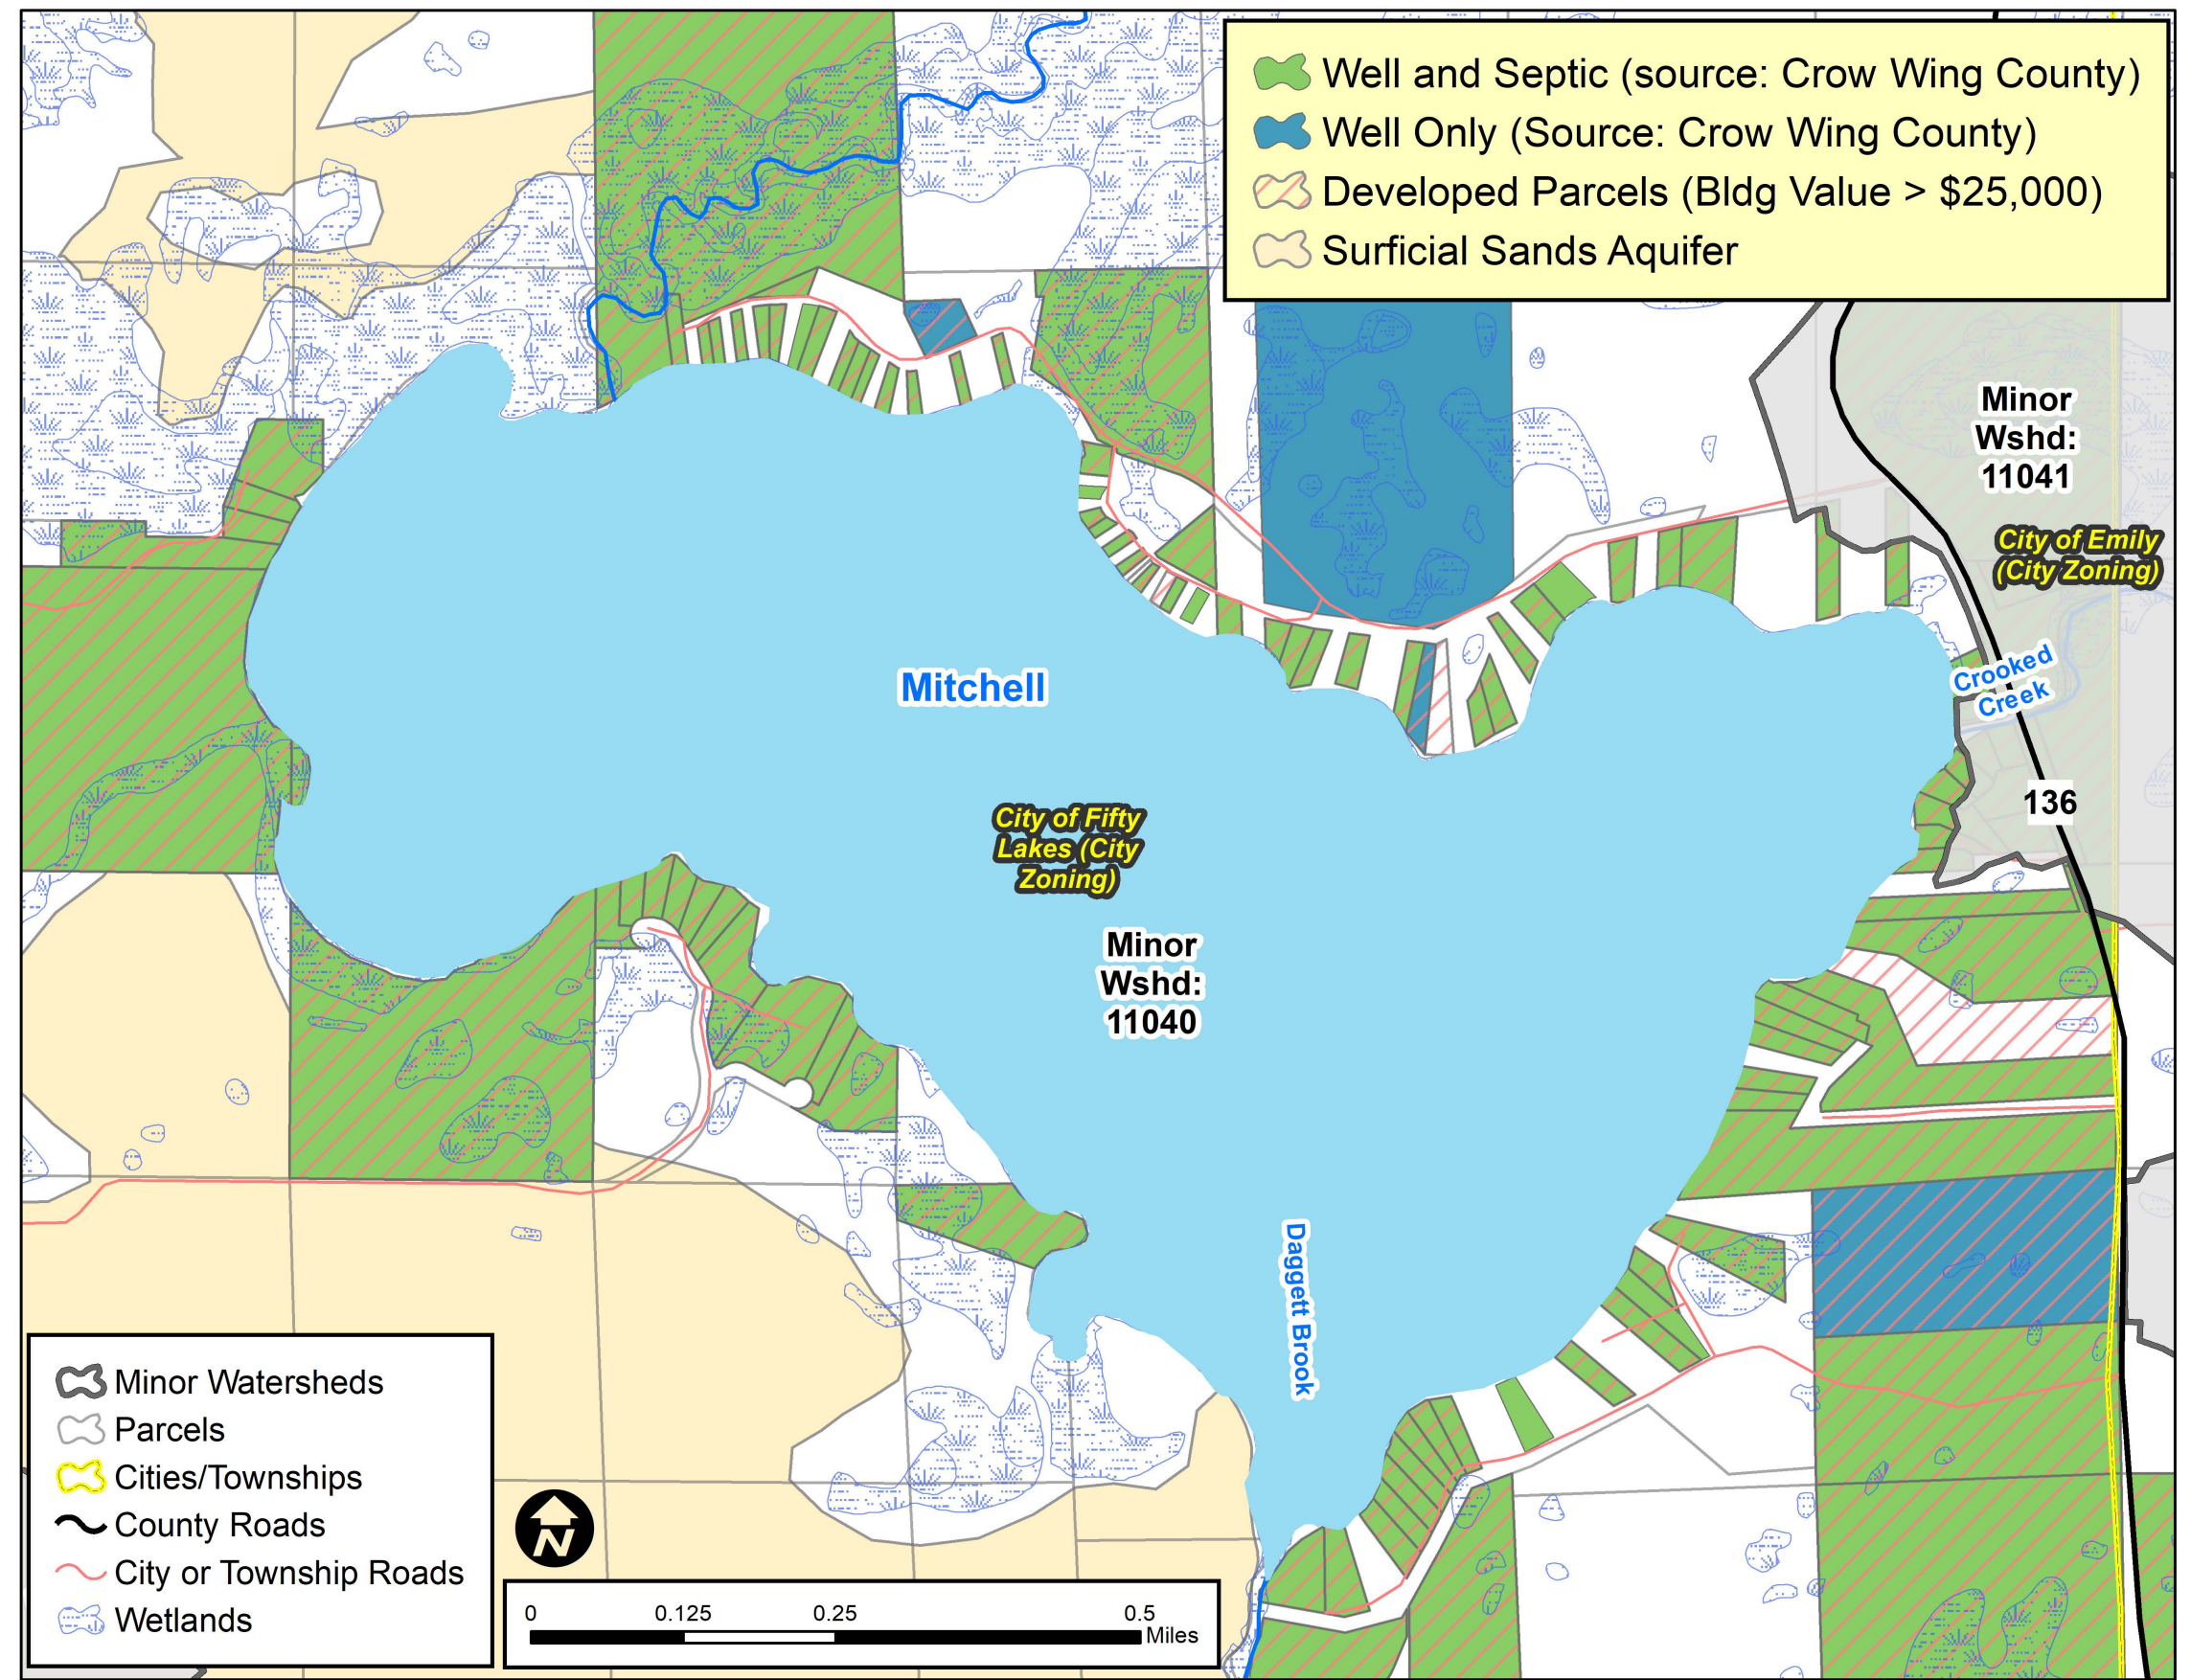 Well and Septic (source: Crow Wing County)
Well Only (Source: Crow Wing County)
Developed Parcels (Bldg Value > $25,000)
Surficial Sands Aquifer
Minor
Wshd:
11041
City of Emily
(City Zoning)
Crooked
Creek
Mitchell
136
City of Fifty
Lakes (City
Zoning)
Minor
Wshd:
11040
Daggett Brook
Minor Watersheds
Parcels
Cities/Townships
County Roads
City or Township Roads
Wetlands
N
0 0.125 0.25 0.5
Miles